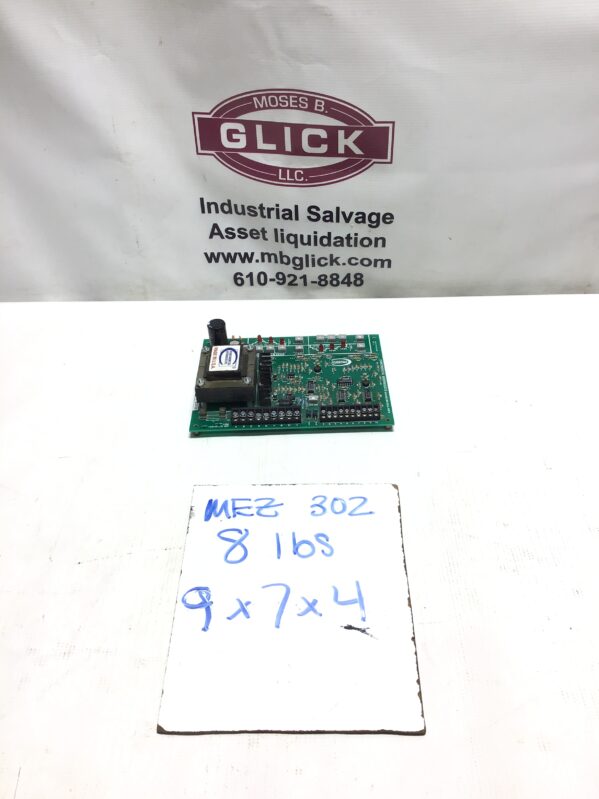 MOSES B.
GLICK
LLC.
Industrial Salvage
Asset liquidation
www.mbglick.com
610-921-8848
MEZ 302
8 lbs
9 x 7 x 4